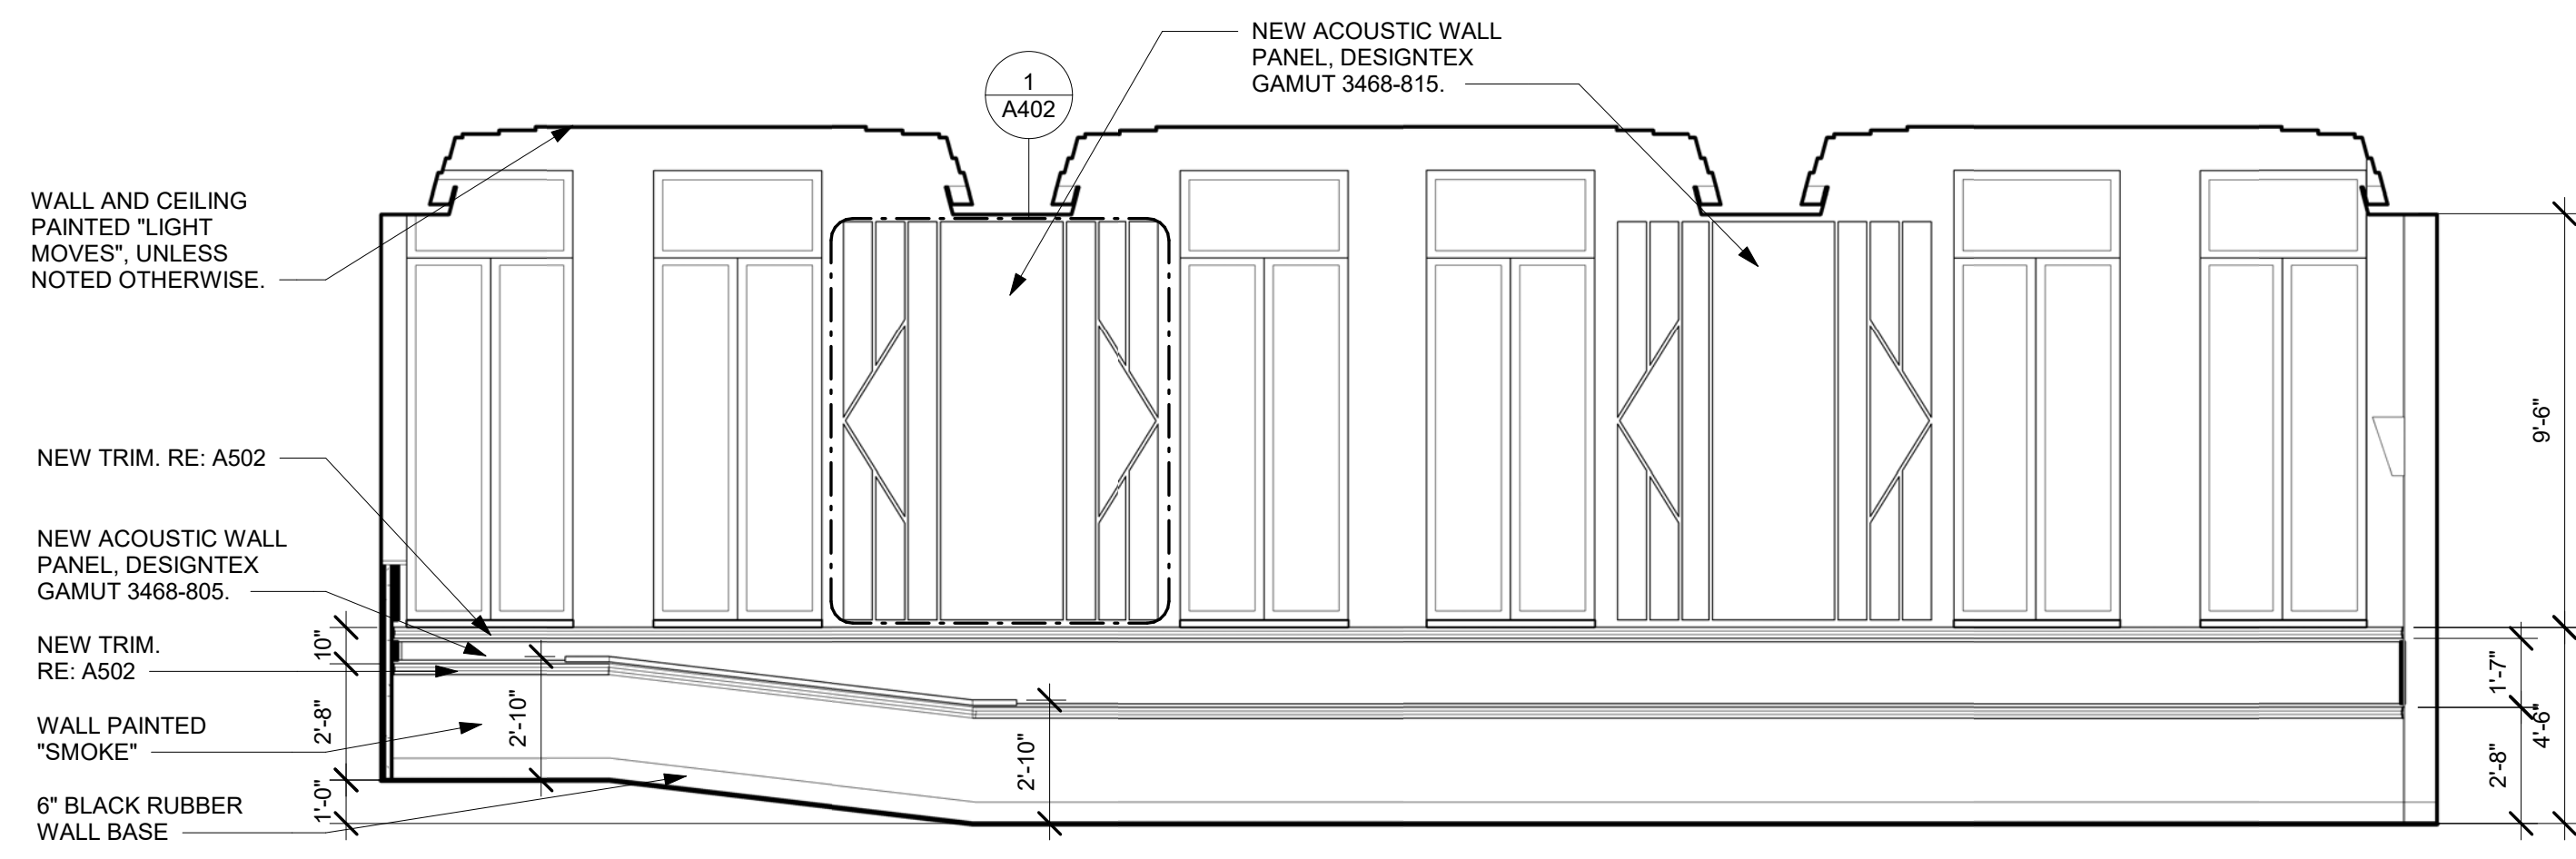 NEW ACOUSTIC WALL
PANEL, DESIGNTEX
GAMUT 3468-815.
1
A402
WALL AND CEILING
PAINTED "LIGHT
MOVES", UNLESS
NOTED OTHERWISE.
NEW TRIM. RE: A502
NEW ACOUSTIC WALL
PANEL, DESIGNTEX
GAMUT 3468-805.
NEW TRIM.
RE: A502
WALL PAINTED
"SMOKE"
6" BLACK RUBBER
WALL BASE
10"
2'-8"
1'-0"
2'-10"
2'-10"
9'-6"
1'-7"
4'-6"
2'-8"